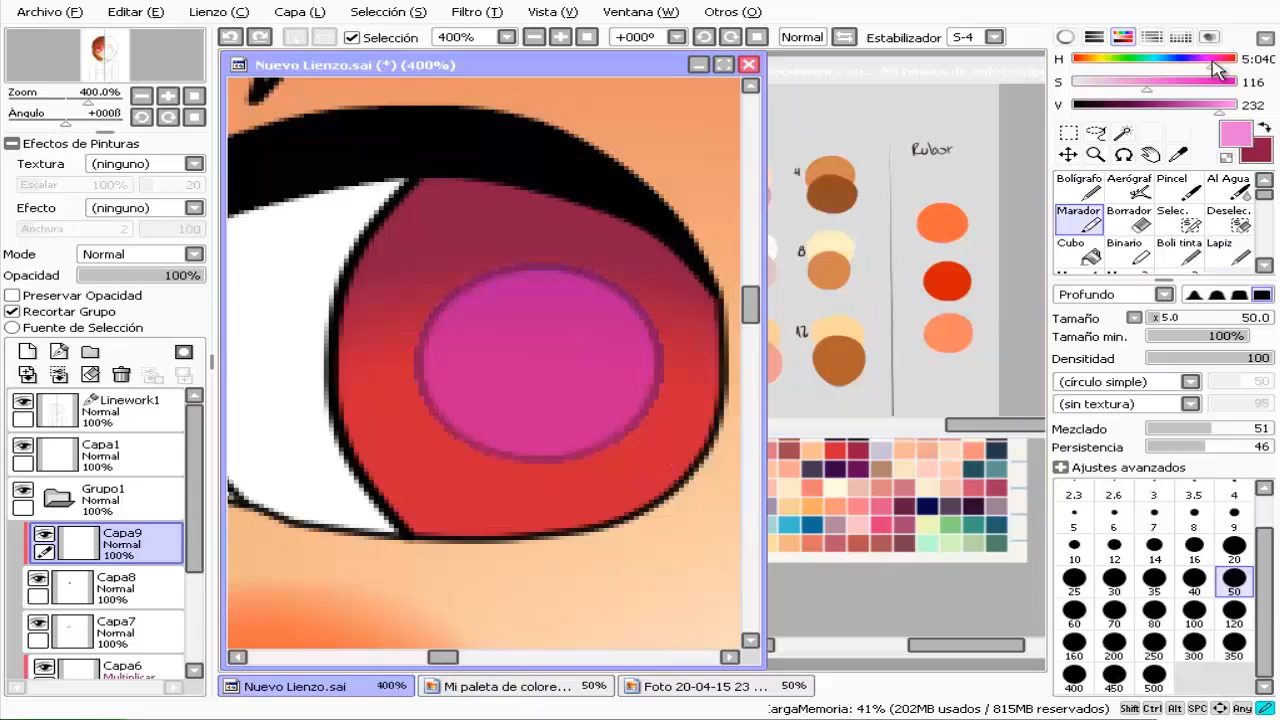 Archivo (F) Editar (E) Lienzo (C) Capa (L) Selección (S) Filtro (T) Vista (V) Ventana (W) Otros (O)
Selección 400% +000º Normal Estabilizador S-4
Nuevo Lienzo.sai (*) (400%)
Zoom 400.0%
Ángulo +000ß
Efectos de Pinturas
Textura (ninguno)
Escalar 100% 20
Efecto (ninguno)
Anchura 2 100
Mode Normal
Opacidad 100%
Preservar Opacidad
Recortar Grupo
Fuente de Selección
Linework1
Normal
100%
Capa1
Normal
100%
Grupo1
Normal
100%
Capa9
Normal
100%
Capa8
Normal
100%
Capa7
Normal
100%
Capa6
Multiplicar
4
8
12
Rubor
H 5:040
S 116
V 232
Bolígrafo Aerógraf Pincel Al Agua
Marador Borrador Selec. Deselec.
Cubo Binario Boli tinta Lapiz
Profundo
Tamaño x 5.0 50.0
Tamaño min. 100%
Densitidad 100
(círculo simple) 50
(sin textura) 95
Mezclado 51
Persistencia 46
Ajustes avanzados
2.3 2.6 3 3.5 4
5 6 7 8 9
10 12 14 16 20
25 30 35 40 50
60 70 80 100 120
160 200 250 300 350
400 450 500
Nuevo Lienzo.sai 400% Mi paleta de colore... 50% Foto 20-04-15 23 ... 50%
CargaMemoria: 41% (202MB usados / 815MB reservados) Shift Ctrl Alt SPC Any